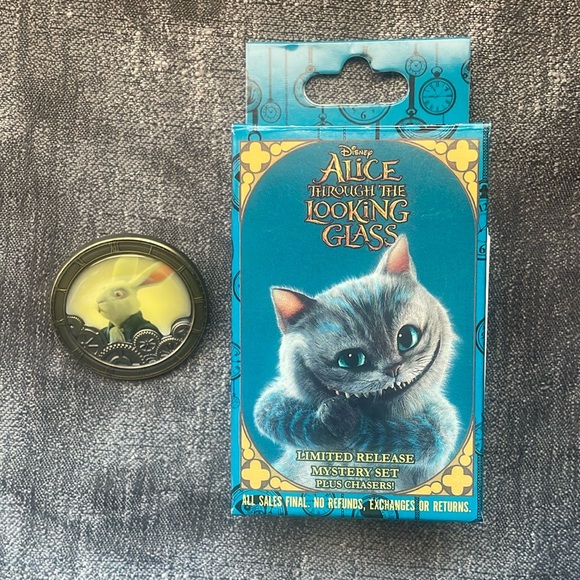 Disney
ALICE
THROUGH THE
LOOKING
GLASS
LIMITED RELEASE
MYSTERY SET
PLUS CHASERS!
ALL SALES FINAL. NO REFUNDS, EXCHANGES OR RETURNS.